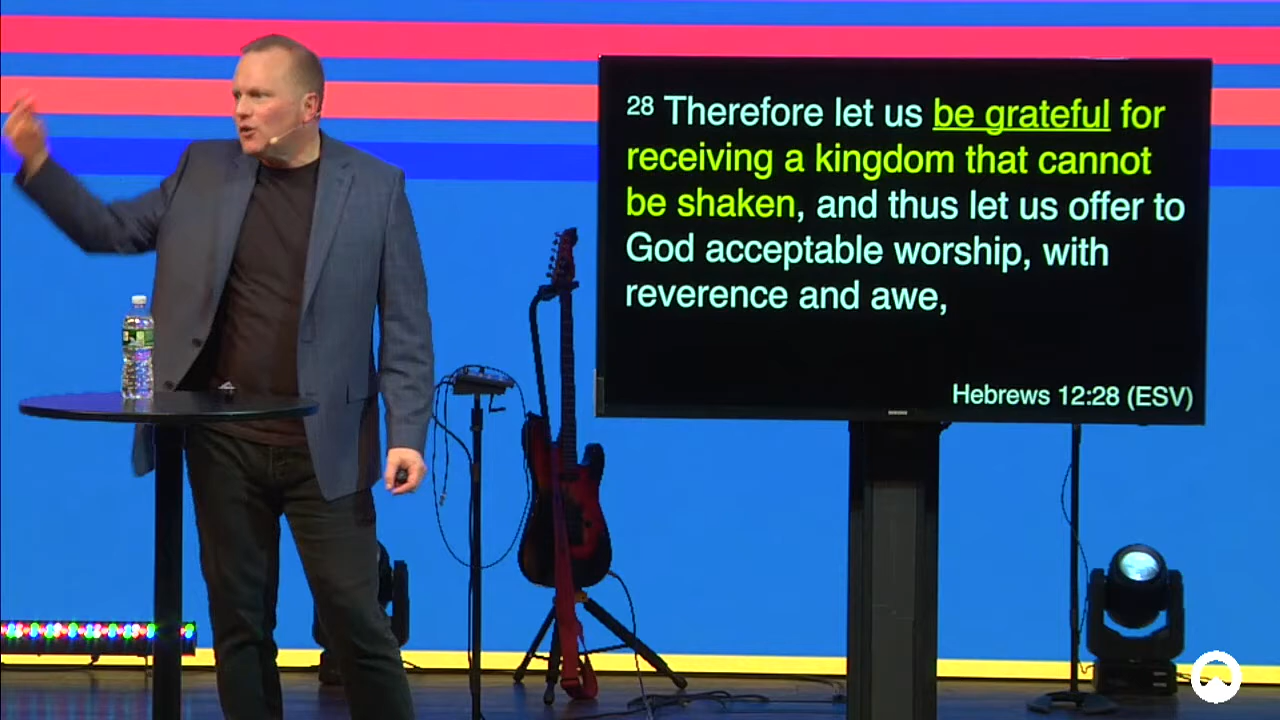 28 Therefore let us be grateful for
receiving a kingdom that cannot
be shaken, and thus let us offer to
God acceptable worship, with
reverence and awe,
Hebrews 12:28 (ESV)